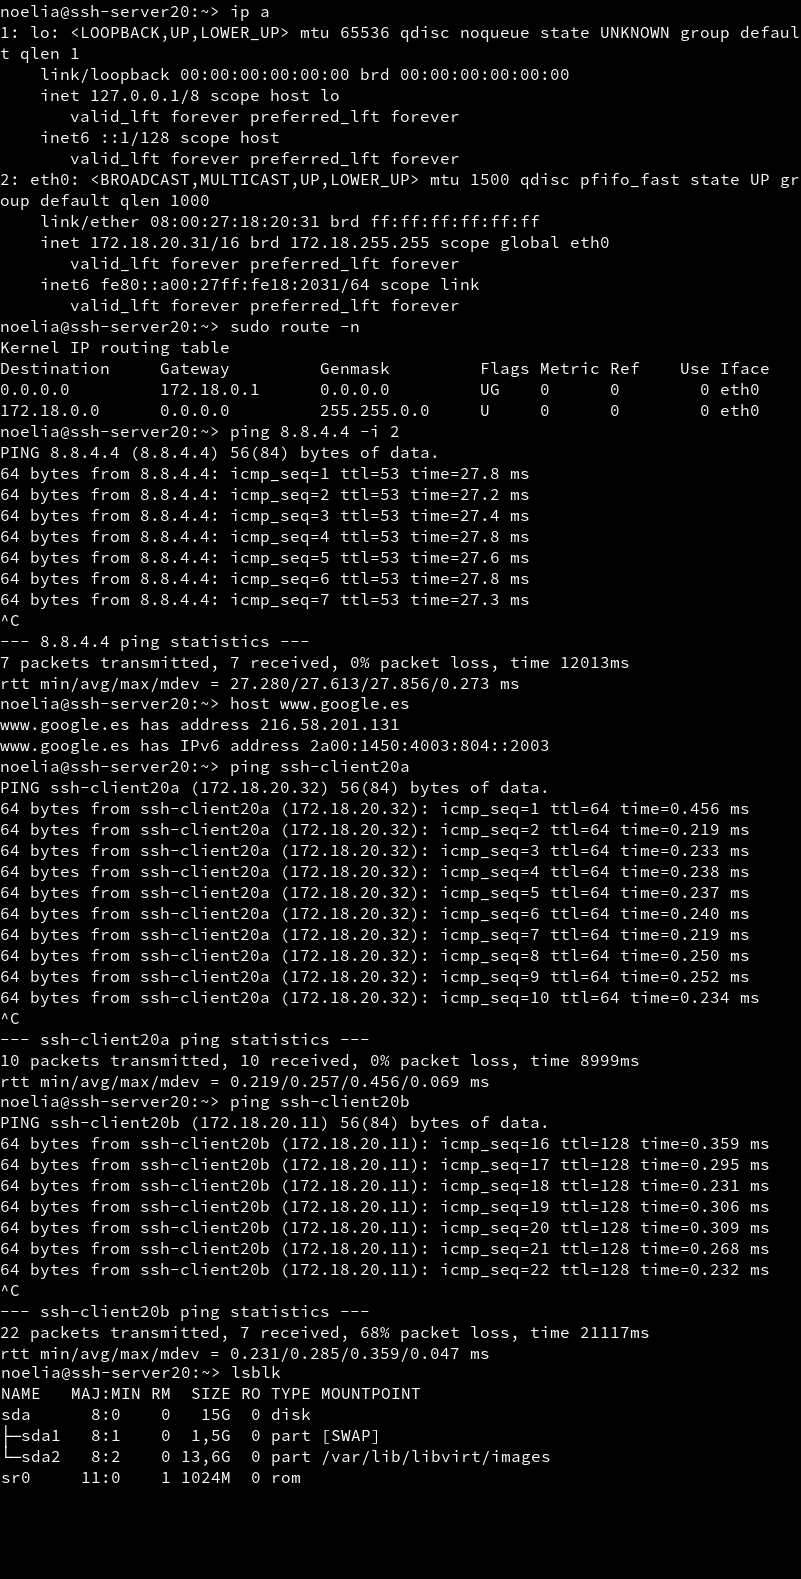 noelia@ssh-server20:~> ip a
1: lo: <LOOPBACK,UP,LOWER_UP> mtu 65536 qdisc noqueue state UNKNOWN group defaul
t qlen 1
    link/loopback 00:00:00:00:00:00 brd 00:00:00:00:00:00
    inet 127.0.0.1/8 scope host lo
       valid_lft forever preferred_lft forever
    inet6 ::1/128 scope host
       valid_lft forever preferred_lft forever
2: eth0: <BROADCAST,MULTICAST,UP,LOWER_UP> mtu 1500 qdisc pfifo_fast state UP gr
oup default qlen 1000
    link/ether 08:00:27:18:20:31 brd ff:ff:ff:ff:ff:ff
    inet 172.18.20.31/16 brd 172.18.255.255 scope global eth0
       valid_lft forever preferred_lft forever
    inet6 fe80::a00:27ff:fe18:2031/64 scope link
       valid_lft forever preferred_lft forever
noelia@ssh-server20:~> sudo route -n
Kernel IP routing table
Destination     Gateway         Genmask         Flags Metric Ref    Use Iface
0.0.0.0         172.18.0.1      0.0.0.0         UG    0      0        0 eth0
172.18.0.0      0.0.0.0         255.255.0.0     U     0      0        0 eth0
noelia@ssh-server20:~> ping 8.8.4.4 -i 2
PING 8.8.4.4 (8.8.4.4) 56(84) bytes of data.
64 bytes from 8.8.4.4: icmp_seq=1 ttl=53 time=27.8 ms
64 bytes from 8.8.4.4: icmp_seq=2 ttl=53 time=27.2 ms
64 bytes from 8.8.4.4: icmp_seq=3 ttl=53 time=27.4 ms
64 bytes from 8.8.4.4: icmp_seq=4 ttl=53 time=27.8 ms
64 bytes from 8.8.4.4: icmp_seq=5 ttl=53 time=27.6 ms
64 bytes from 8.8.4.4: icmp_seq=6 ttl=53 time=27.8 ms
64 bytes from 8.8.4.4: icmp_seq=7 ttl=53 time=27.3 ms
^C
--- 8.8.4.4 ping statistics ---
7 packets transmitted, 7 received, 0% packet loss, time 12013ms
rtt min/avg/max/mdev = 27.280/27.613/27.856/0.273 ms
noelia@ssh-server20:~> host www.google.es
www.google.es has address 216.58.201.131
www.google.es has IPv6 address 2a00:1450:4003:804::2003
noelia@ssh-server20:~> ping ssh-client20a
PING ssh-client20a (172.18.20.32) 56(84) bytes of data.
64 bytes from ssh-client20a (172.18.20.32): icmp_seq=1 ttl=64 time=0.456 ms
64 bytes from ssh-client20a (172.18.20.32): icmp_seq=2 ttl=64 time=0.219 ms
64 bytes from ssh-client20a (172.18.20.32): icmp_seq=3 ttl=64 time=0.233 ms
64 bytes from ssh-client20a (172.18.20.32): icmp_seq=4 ttl=64 time=0.238 ms
64 bytes from ssh-client20a (172.18.20.32): icmp_seq=5 ttl=64 time=0.237 ms
64 bytes from ssh-client20a (172.18.20.32): icmp_seq=6 ttl=64 time=0.240 ms
64 bytes from ssh-client20a (172.18.20.32): icmp_seq=7 ttl=64 time=0.219 ms
64 bytes from ssh-client20a (172.18.20.32): icmp_seq=8 ttl=64 time=0.250 ms
64 bytes from ssh-client20a (172.18.20.32): icmp_seq=9 ttl=64 time=0.252 ms
64 bytes from ssh-client20a (172.18.20.32): icmp_seq=10 ttl=64 time=0.234 ms
^C
--- ssh-client20a ping statistics ---
10 packets transmitted, 10 received, 0% packet loss, time 8999ms
rtt min/avg/max/mdev = 0.219/0.257/0.456/0.069 ms
noelia@ssh-server20:~> ping ssh-client20b
PING ssh-client20b (172.18.20.11) 56(84) bytes of data.
64 bytes from ssh-client20b (172.18.20.11): icmp_seq=16 ttl=128 time=0.359 ms
64 bytes from ssh-client20b (172.18.20.11): icmp_seq=17 ttl=128 time=0.295 ms
64 bytes from ssh-client20b (172.18.20.11): icmp_seq=18 ttl=128 time=0.231 ms
64 bytes from ssh-client20b (172.18.20.11): icmp_seq=19 ttl=128 time=0.306 ms
64 bytes from ssh-client20b (172.18.20.11): icmp_seq=20 ttl=128 time=0.309 ms
64 bytes from ssh-client20b (172.18.20.11): icmp_seq=21 ttl=128 time=0.268 ms
64 bytes from ssh-client20b (172.18.20.11): icmp_seq=22 ttl=128 time=0.232 ms
^C
--- ssh-client20b ping statistics ---
22 packets transmitted, 7 received, 68% packet loss, time 21117ms
rtt min/avg/max/mdev = 0.231/0.285/0.359/0.047 ms
noelia@ssh-server20:~> lsblk
NAME   MAJ:MIN RM  SIZE RO TYPE MOUNTPOINT
sda      8:0    0   15G  0 disk
├─sda1   8:1    0  1,5G  0 part [SWAP]
└─sda2   8:2    0 13,6G  0 part /var/lib/libvirt/images
sr0     11:0    1 1024M  0 rom